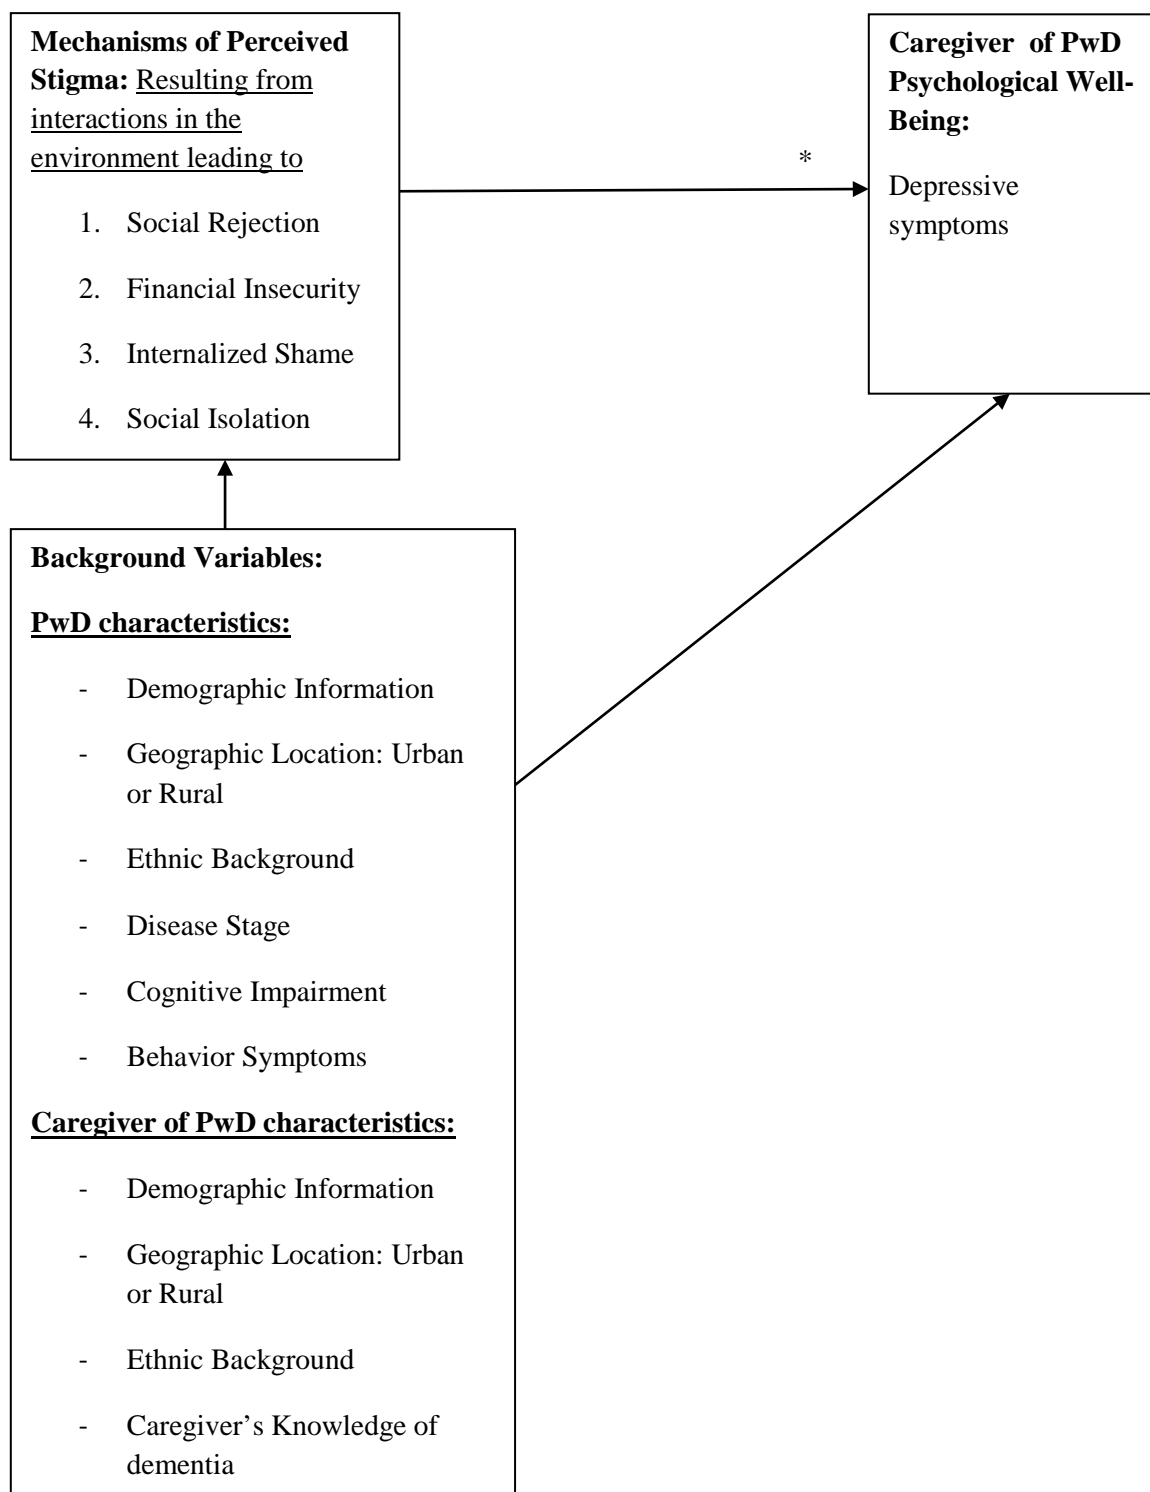 Mechanisms of Perceived
Stigma: Resulting from
interactions in the
environment leading to
1. Social Rejection
2. Financial Insecurity
3. Internalized Shame
4. Social Isolation
*
Caregiver of PwD
Psychological Well-
Being:
Depressive
symptoms
Background Variables:
PwD characteristics:
- Demographic Information
- Geographic Location: Urban
or Rural
- Ethnic Background
- Disease Stage
- Cognitive Impairment
- Behavior Symptoms
Caregiver of PwD characteristics:
- Demographic Information
- Geographic Location: Urban
or Rural
- Ethnic Background
- Caregiver’s Knowledge of
dementia